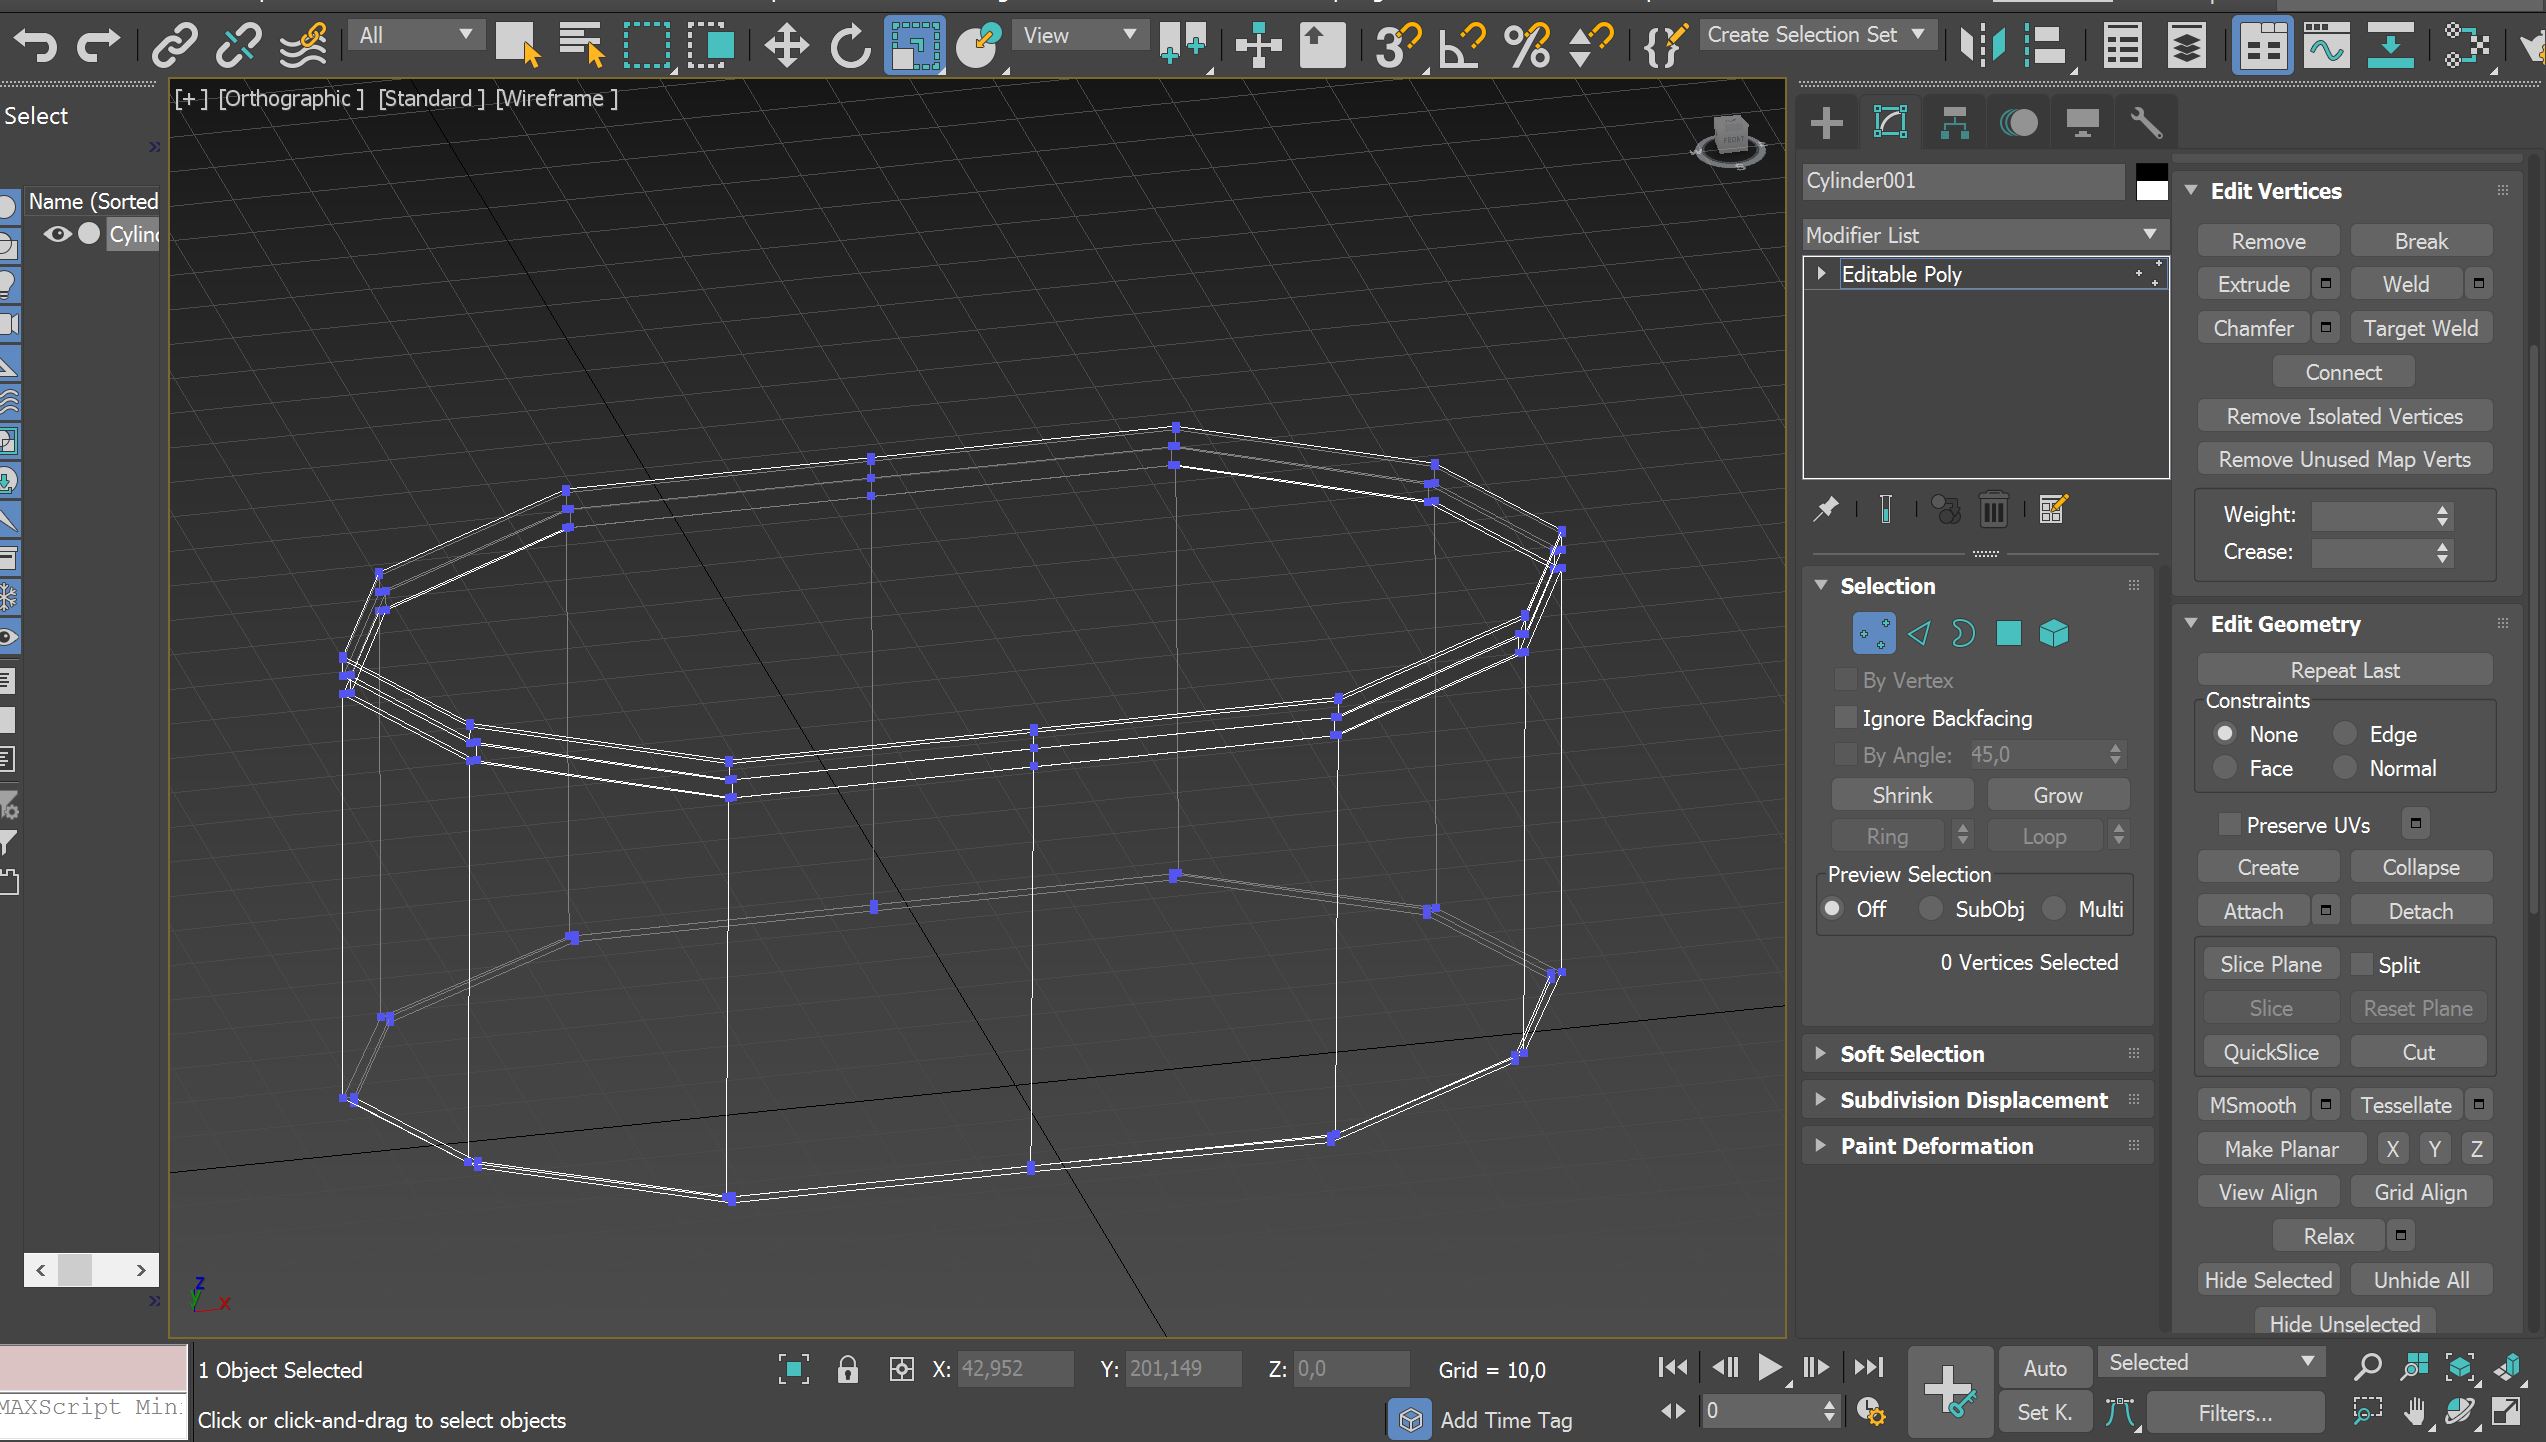 All
View
3
%
Create Selection Set
Select
[+] [Orthographic ] [Standard ] [Wireframe ]
FRONT
Name (Sorted
Cylin
Cylinder001
Modifier List
Editable Poly
Selection
By Vertex
Ignore Backfacing
By Angle: 45,0
Shrink Grow
Ring Loop
Preview Selection
Off SubObj Multi
0 Vertices Selected
Soft Selection
Subdivision Displacement
Paint Deformation
Edit Vertices
Remove Break
Extrude Weld
Chamfer Target Weld
Connect
Remove Isolated Vertices
Remove Unused Map Verts
Weight:
Crease:
Edit Geometry
Repeat Last
Constraints
None Edge
Face Normal
Preserve UVs
Create Collapse
Attach Detach
Slice Plane Split
Slice Reset Plane
QuickSlice Cut
MSmooth Tessellate
Make Planar X Y Z
View Align Grid Align
Relax
Hide Selected Unhide All
Hide Unselected
z
y x
MAXScript Min
1 Object Selected
Click or click-and-drag to select objects
X: 42,952 Y: 201,149 Z: 0,0 Grid = 10,0
Add Time Tag
0
Auto Selected
Set K. Filters...